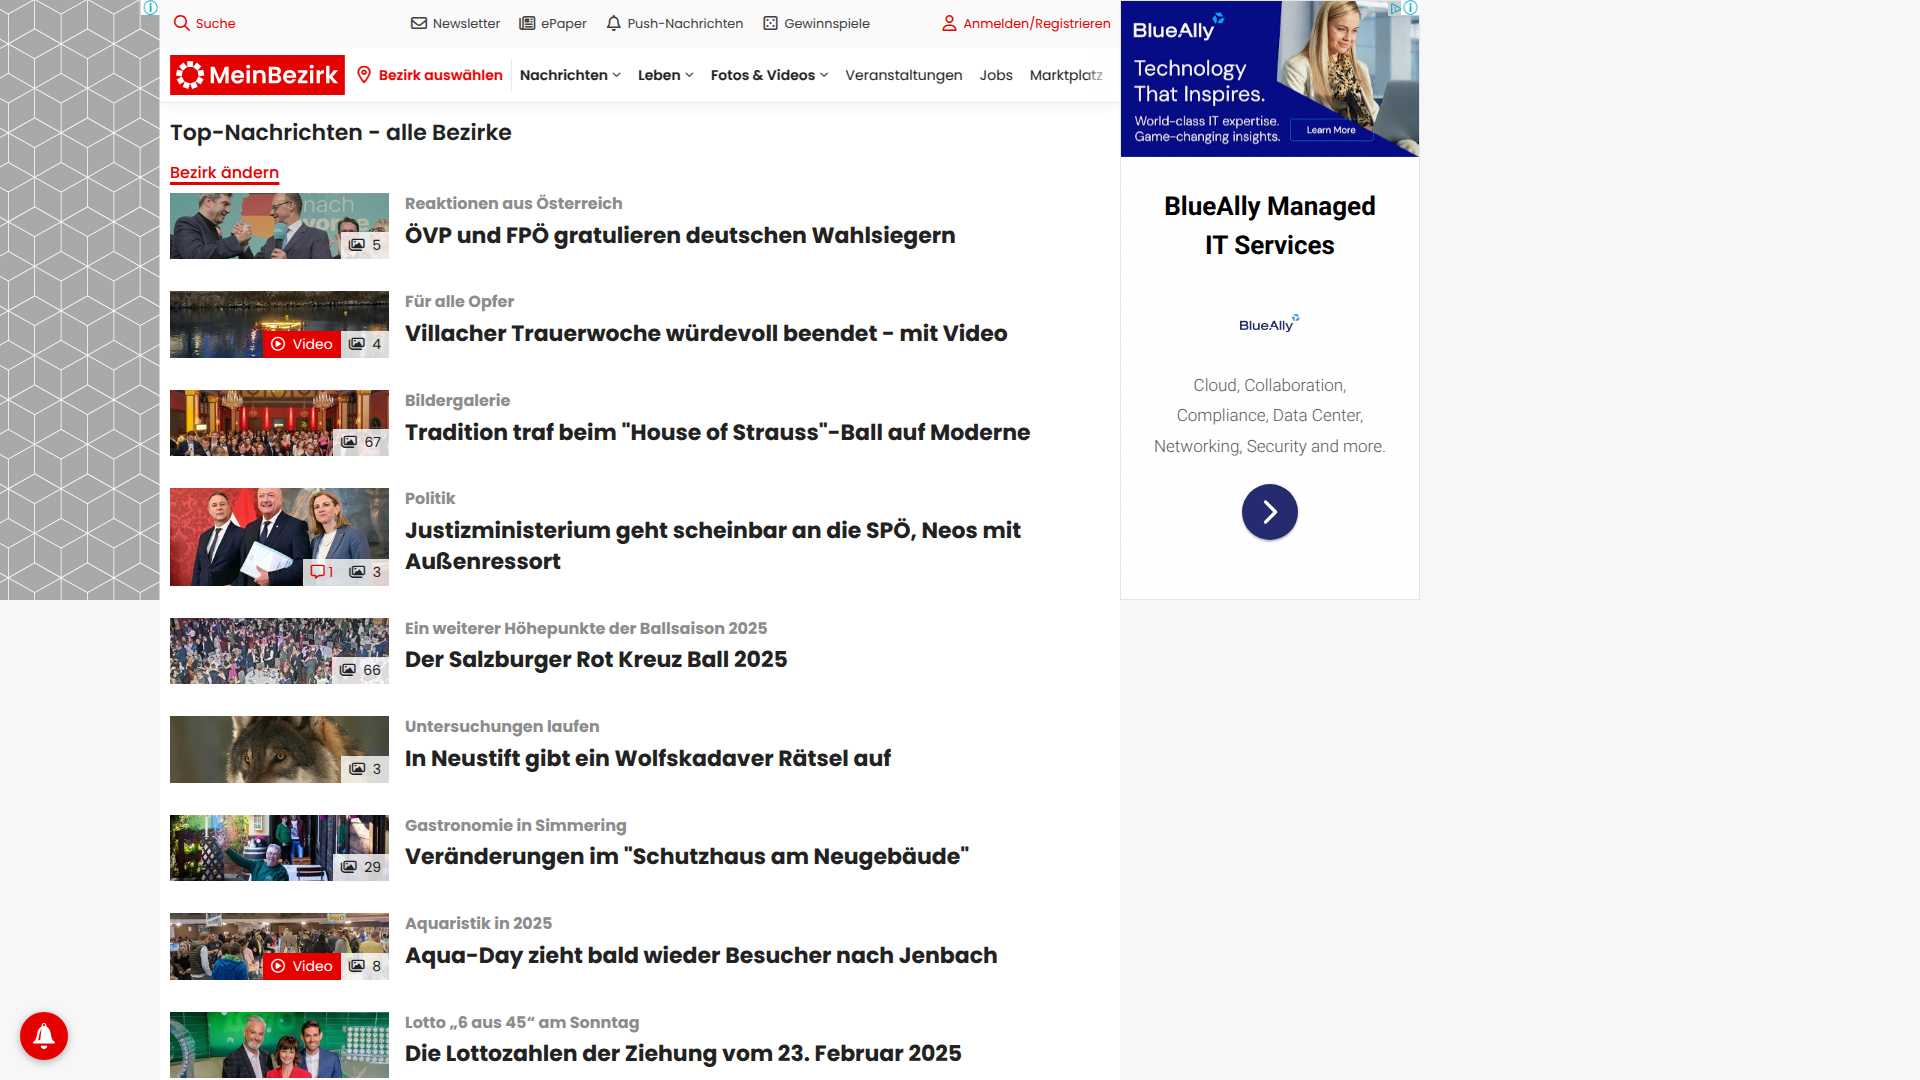 Suche
Newsletter
ePaper
Push-Nachrichten
Gewinnspiele
Anmelden/Registrieren
MeinBezirk
Bezirk auswählen
Nachrichten
Leben
Fotos & Videos
Veranstaltungen
Jobs
Marktplatz
Top-Nachrichten - alle Bezirke
Bezirk ändern
nach
5
Reaktionen aus Österreich
ÖVP und FPÖ gratulieren deutschen Wahlsiegern
Video 4
Für alle Opfer
Villacher Trauerwoche würdevoll beendet - mit Video
67
Bildergalerie
Tradition traf beim "House of Strauss"-Ball auf Moderne
1 3
Politik
Justizministerium geht scheinbar an die SPÖ, Neos mit
Außenressort
66
Ein weiterer Höhepunkte der Ballsaison 2025
Der Salzburger Rot Kreuz Ball 2025
3
Untersuchungen laufen
In Neustift gibt ein Wolfskadaver Rätsel auf
29
Gastronomie in Simmering
Veränderungen im "Schutzhaus am Neugebäude"
Video 8
Aquaristik in 2025
Aqua-Day zieht bald wieder Besucher nach Jenbach
Lotto „6 aus 45“ am Sonntag
Die Lottozahlen der Ziehung vom 23. Februar 2025
BlueAlly
Technology
That Inspires.
World-class IT expertise.
Game-changing insights.
Learn More
BlueAlly Managed
IT Services
BlueAlly
Cloud, Collaboration,
Compliance, Data Center,
Networking, Security and more.